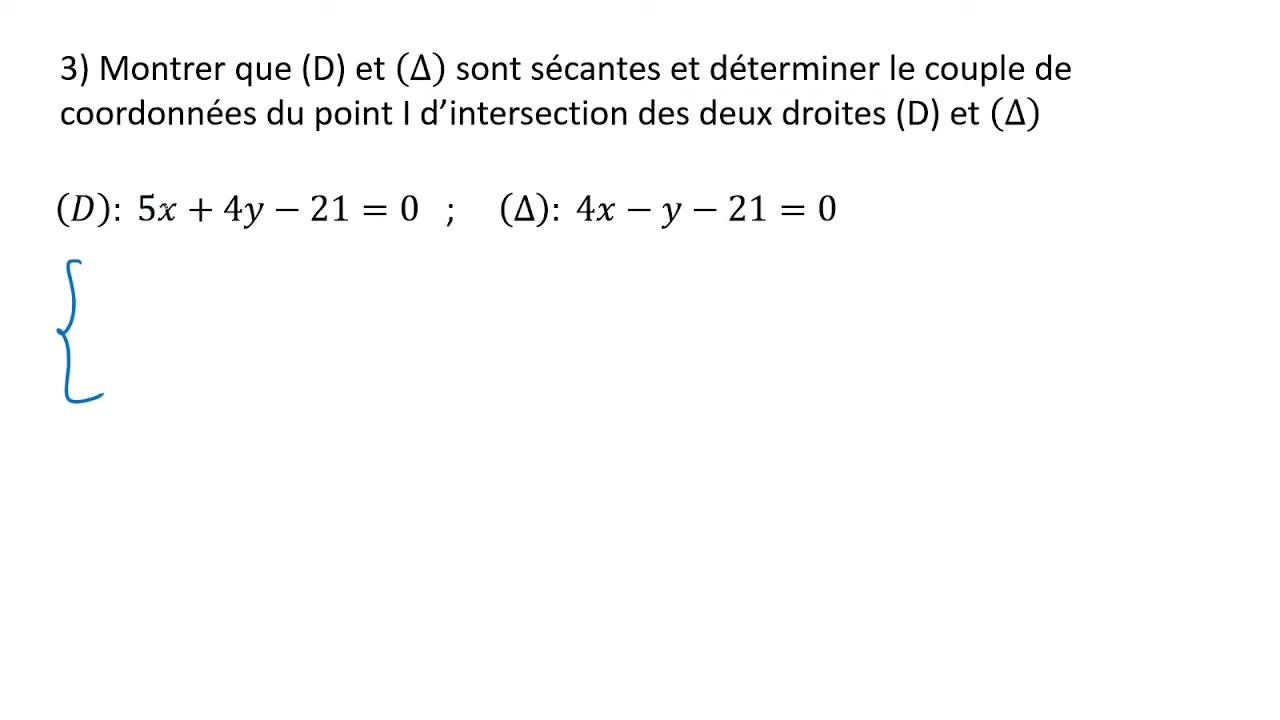 3) Montrer que (D) et (Δ) sont sécantes et déterminer le couple de
coordonnées du point I d’intersection des deux droites (D) et (Δ)
(D): 5x + 4y − 21 = 0 ; (Δ): 4x − y − 21 = 0
{